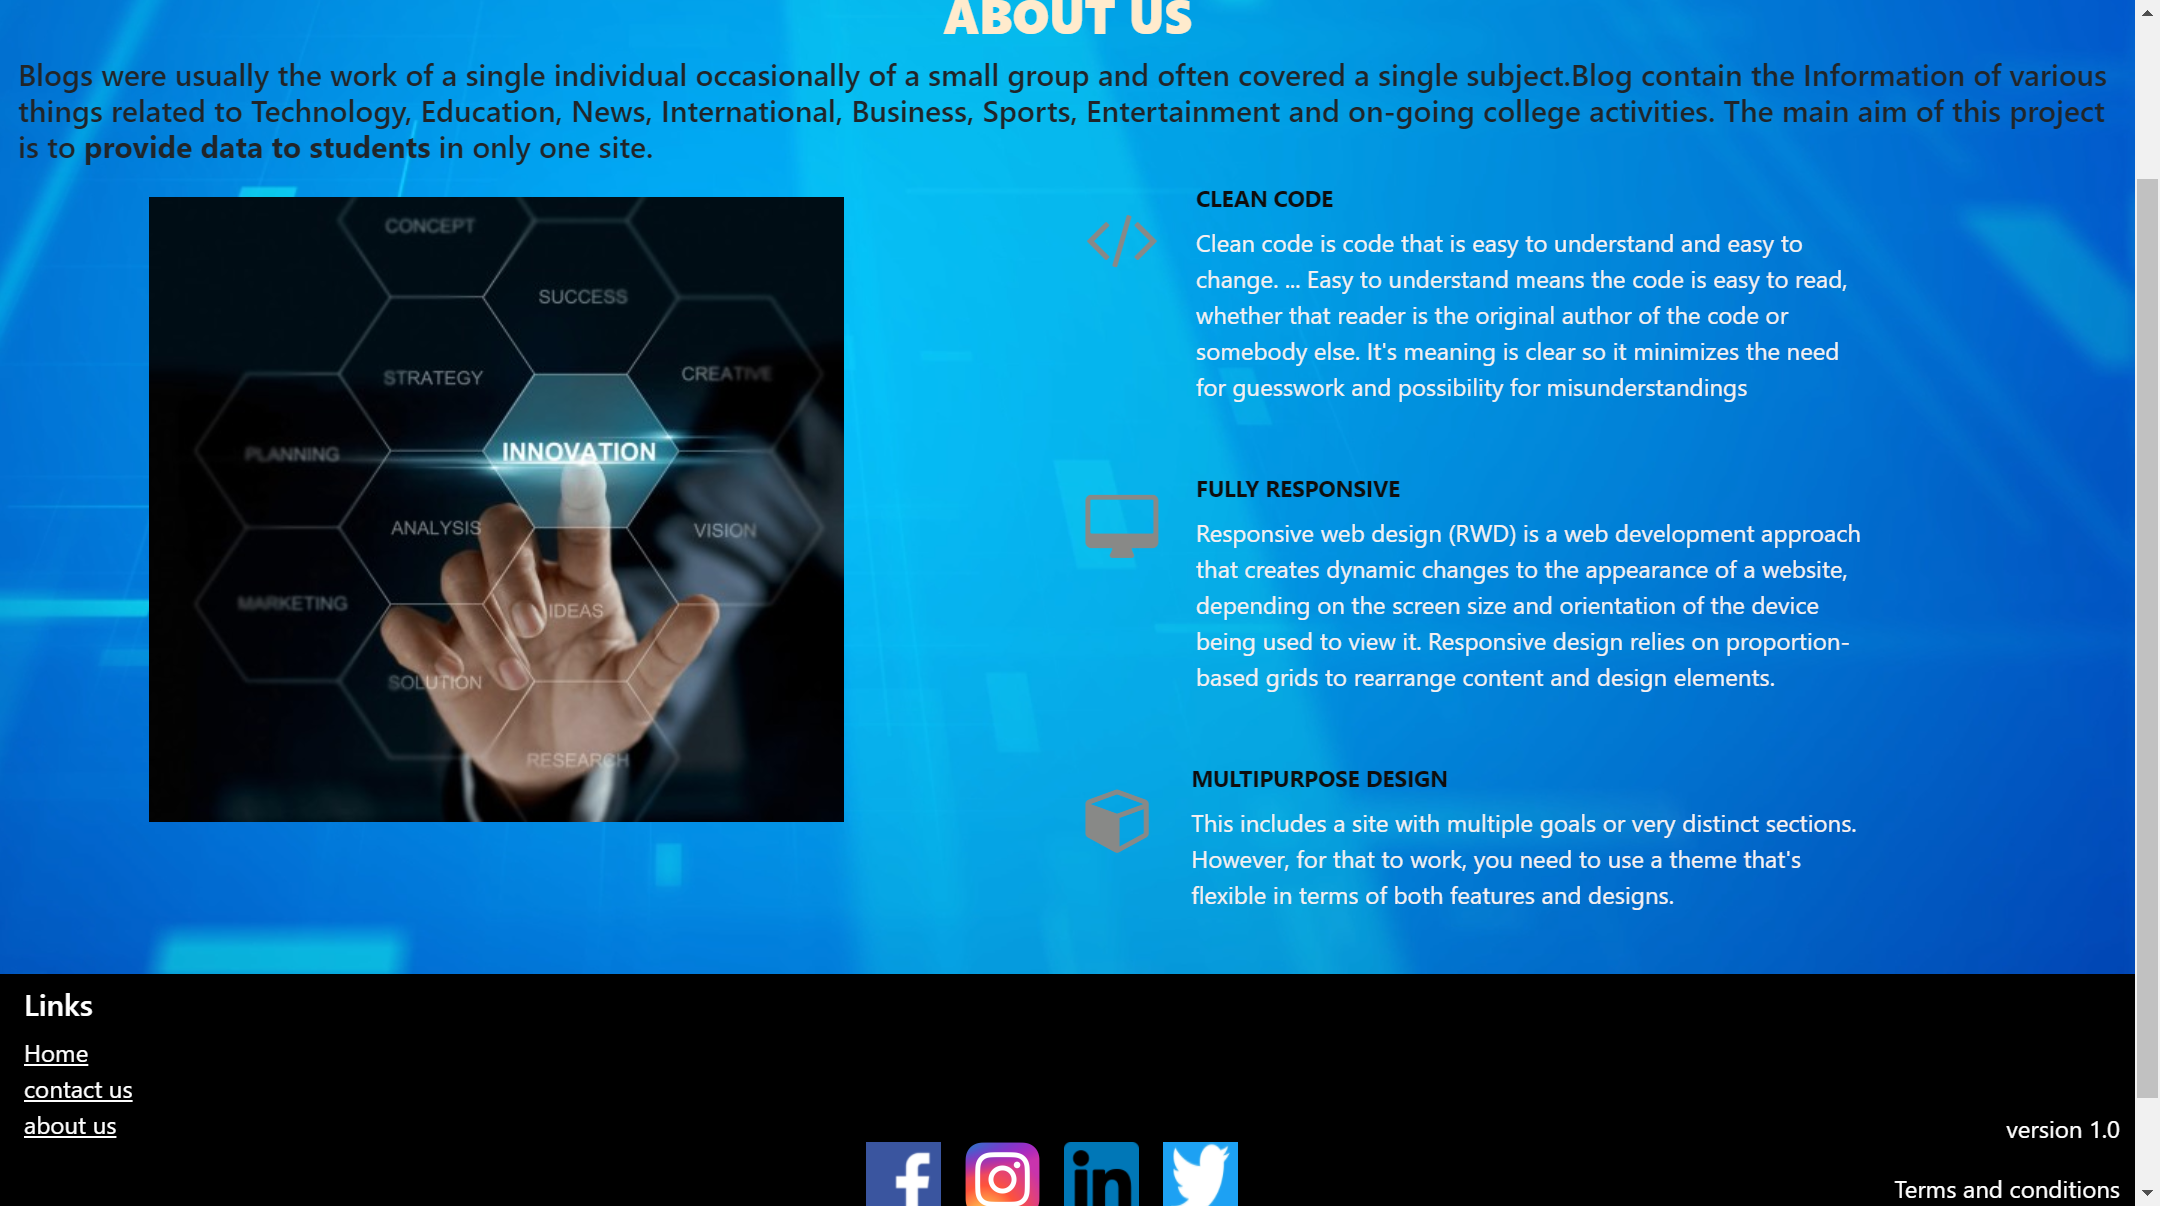 ABOUT US
Blogs were usually the work of a single individual occasionally of a small group and often covered a single subject.Blog contain the Information of various
things related to Technology, Education, News, International, Business, Sports, Entertainment and on-going college activities. The main aim of this project
is to provide data to students in only one site.
CONCEPT
SUCCESS
STRATEGY
CREATIVE
PLANNING
INNOVATION
ANALYSIS
VISION
MARKETING
IDEAS
SOLUTION
RESEARCH
CLEAN CODE
Clean code is code that is easy to understand and easy to
change. ... Easy to understand means the code is easy to read,
whether that reader is the original author of the code or
somebody else. It's meaning is clear so it minimizes the need
for guesswork and possibility for misunderstandings
FULLY RESPONSIVE
Responsive web design (RWD) is a web development approach
that creates dynamic changes to the appearance of a website,
depending on the screen size and orientation of the device
being used to view it. Responsive design relies on proportion-
based grids to rearrange content and design elements.
MULTIPURPOSE DESIGN
This includes a site with multiple goals or very distinct sections.
However, for that to work, you need to use a theme that's
flexible in terms of both features and designs.
Links
Home
contact us
about us
version 1.0
f
in
Terms and conditions